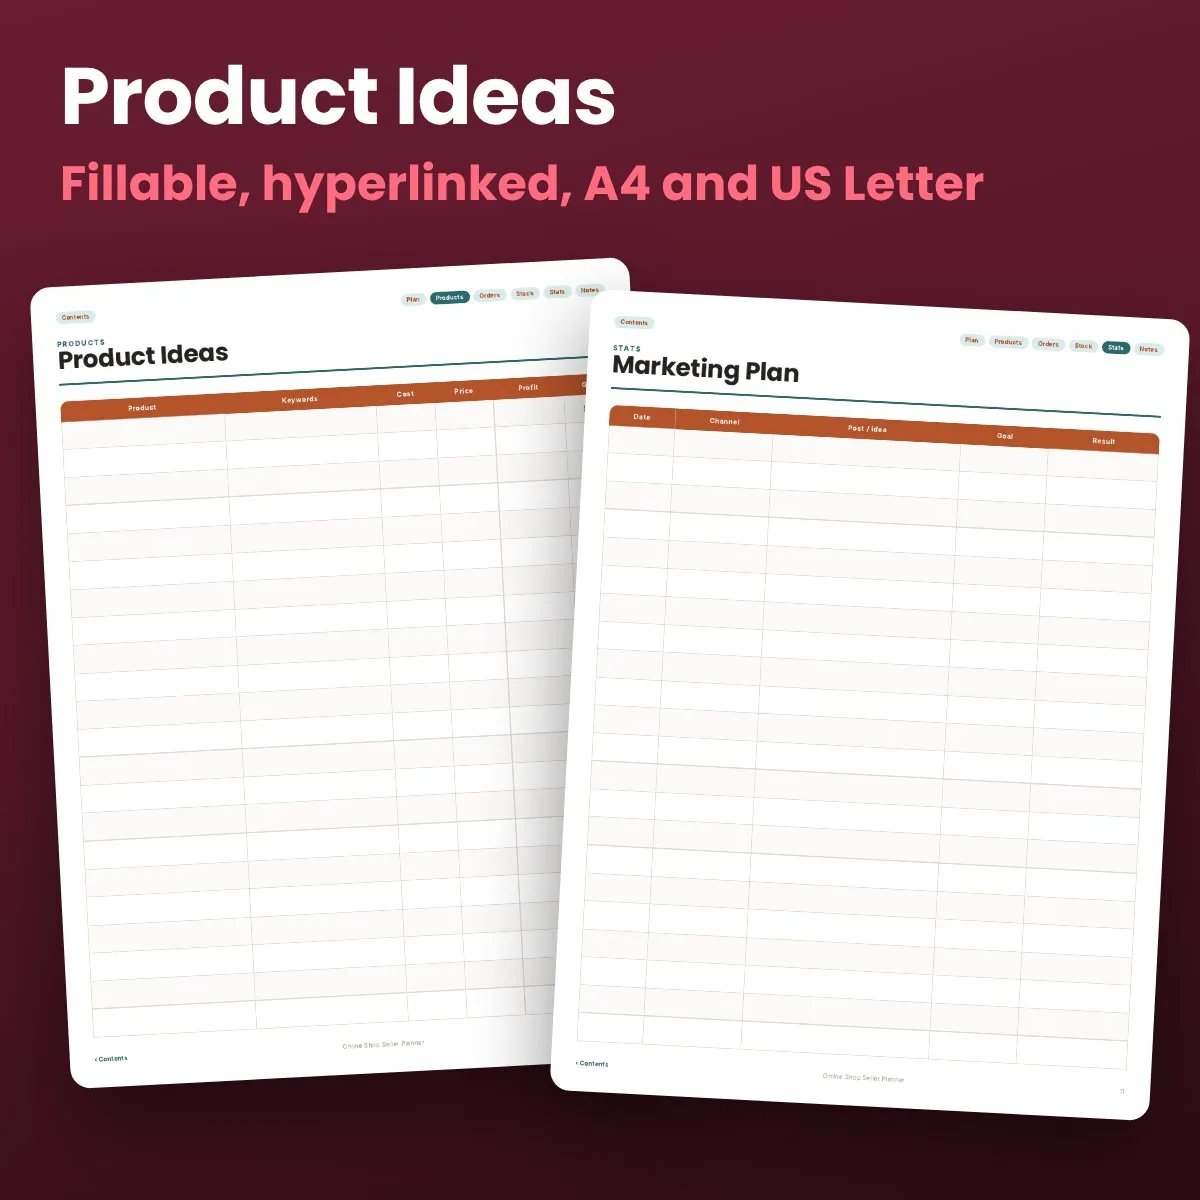 Product Ideas
Fillable, hyperlinked, A4 and US Letter
Contents
Plan Products Orders Stock Stats Notes
PRODUCTS
Product Ideas
Product Keywords Cost Price Profit
‹ Contents
Online Shop Seller Planner
Contents
Plan Products Orders Stock Stats Notes
STATS
Marketing Plan
Date Channel Post / idea Goal Result
‹ Contents
Online Shop Seller Planner
11